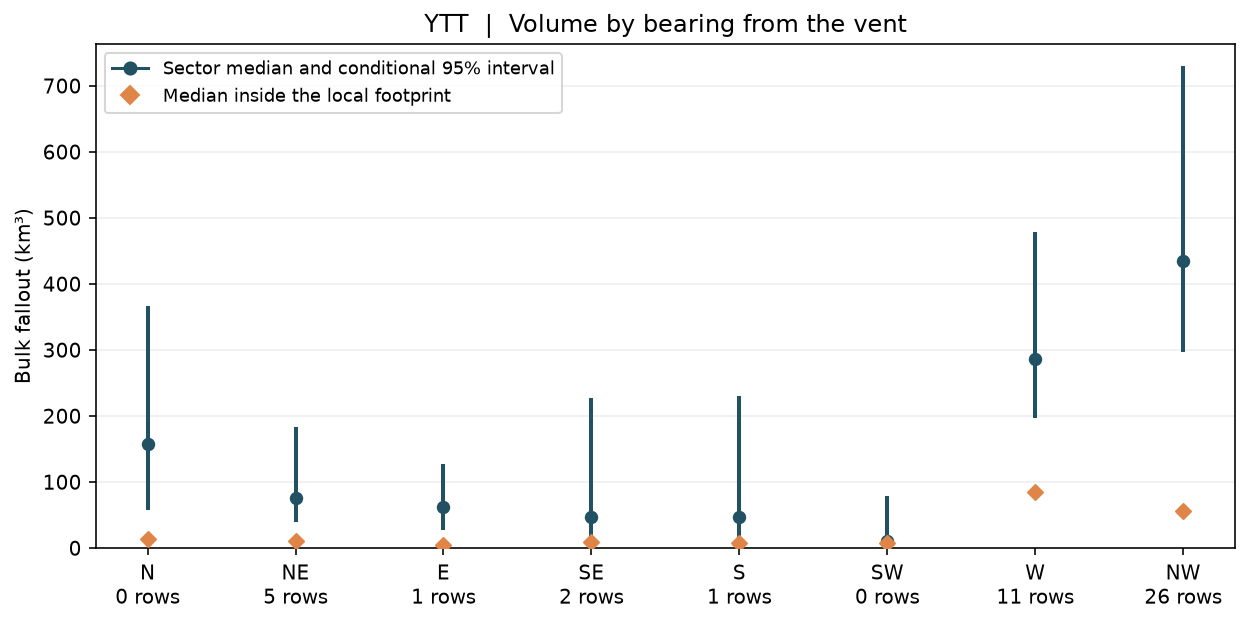 YTT | Volume by bearing from the vent
Sector median and conditional 95% interval
Median inside the local footprint
Bulk fallout (km³)
700
600
500
400
300
200
100
0
N NE E SE S SW W NW
0 rows 5 rows 1 rows 2 rows 1 rows 0 rows 11 rows 26 rows